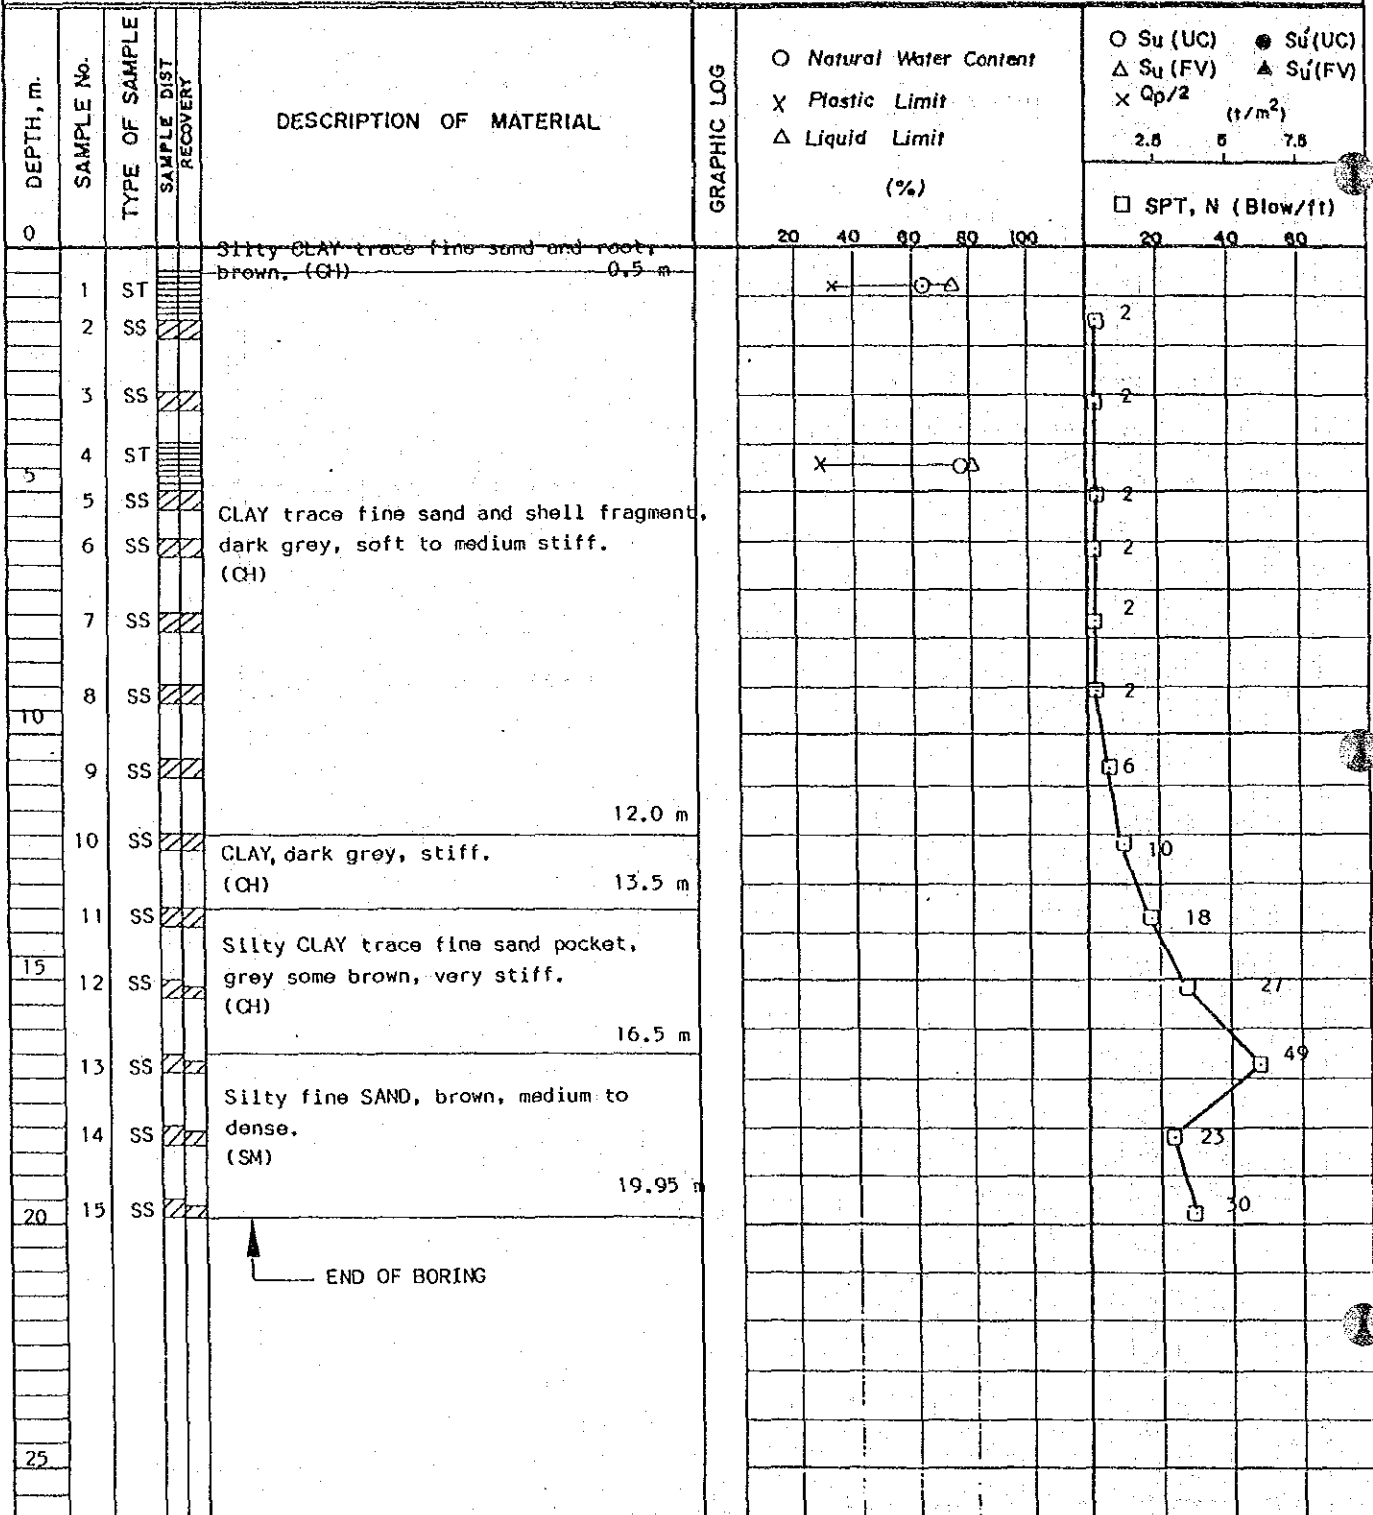 DEPTH, m.
SAMPLE No.
TYPE OF SAMPLE
SAMPLE DIST
RECOVERY
DESCRIPTION OF MATERIAL
GRAPHIC LOG
○ Natural Water Content
X Plastic Limit
△ Liquid Limit
(%)
20 40 60 80 100
○ Su (UC) ● Su'(UC)
△ Su (FV) ▲ Su'(FV)
× Qp/2
(t/m²)
2.5 5 7.5
□ SPT, N (Blow/ft)
20 40 60
0
Silty CLAY trace fine sand and root,
brown. (CH) 0.5 m
1 ST
2 SS 2
3 SS 2
4 ST
5
5 SS 2
CLAY trace fine sand and shell fragment,
6 SS dark grey, soft to medium stiff. 2
(CH)
7 SS 2
8 SS 2
10
9 SS 6
12.0 m
10 SS 10
CLAY, dark grey, stiff.
(CH) 13.5 m
11 SS 18
Silty CLAY trace fine sand pocket,
15
12 SS grey some brown, very stiff. 27
(CH)
16.5 m
13 SS 49
Silty fine SAND, brown, medium to
14 SS dense. 23
(SM)
19.95 m
20 15 SS 30
END OF BORING
25